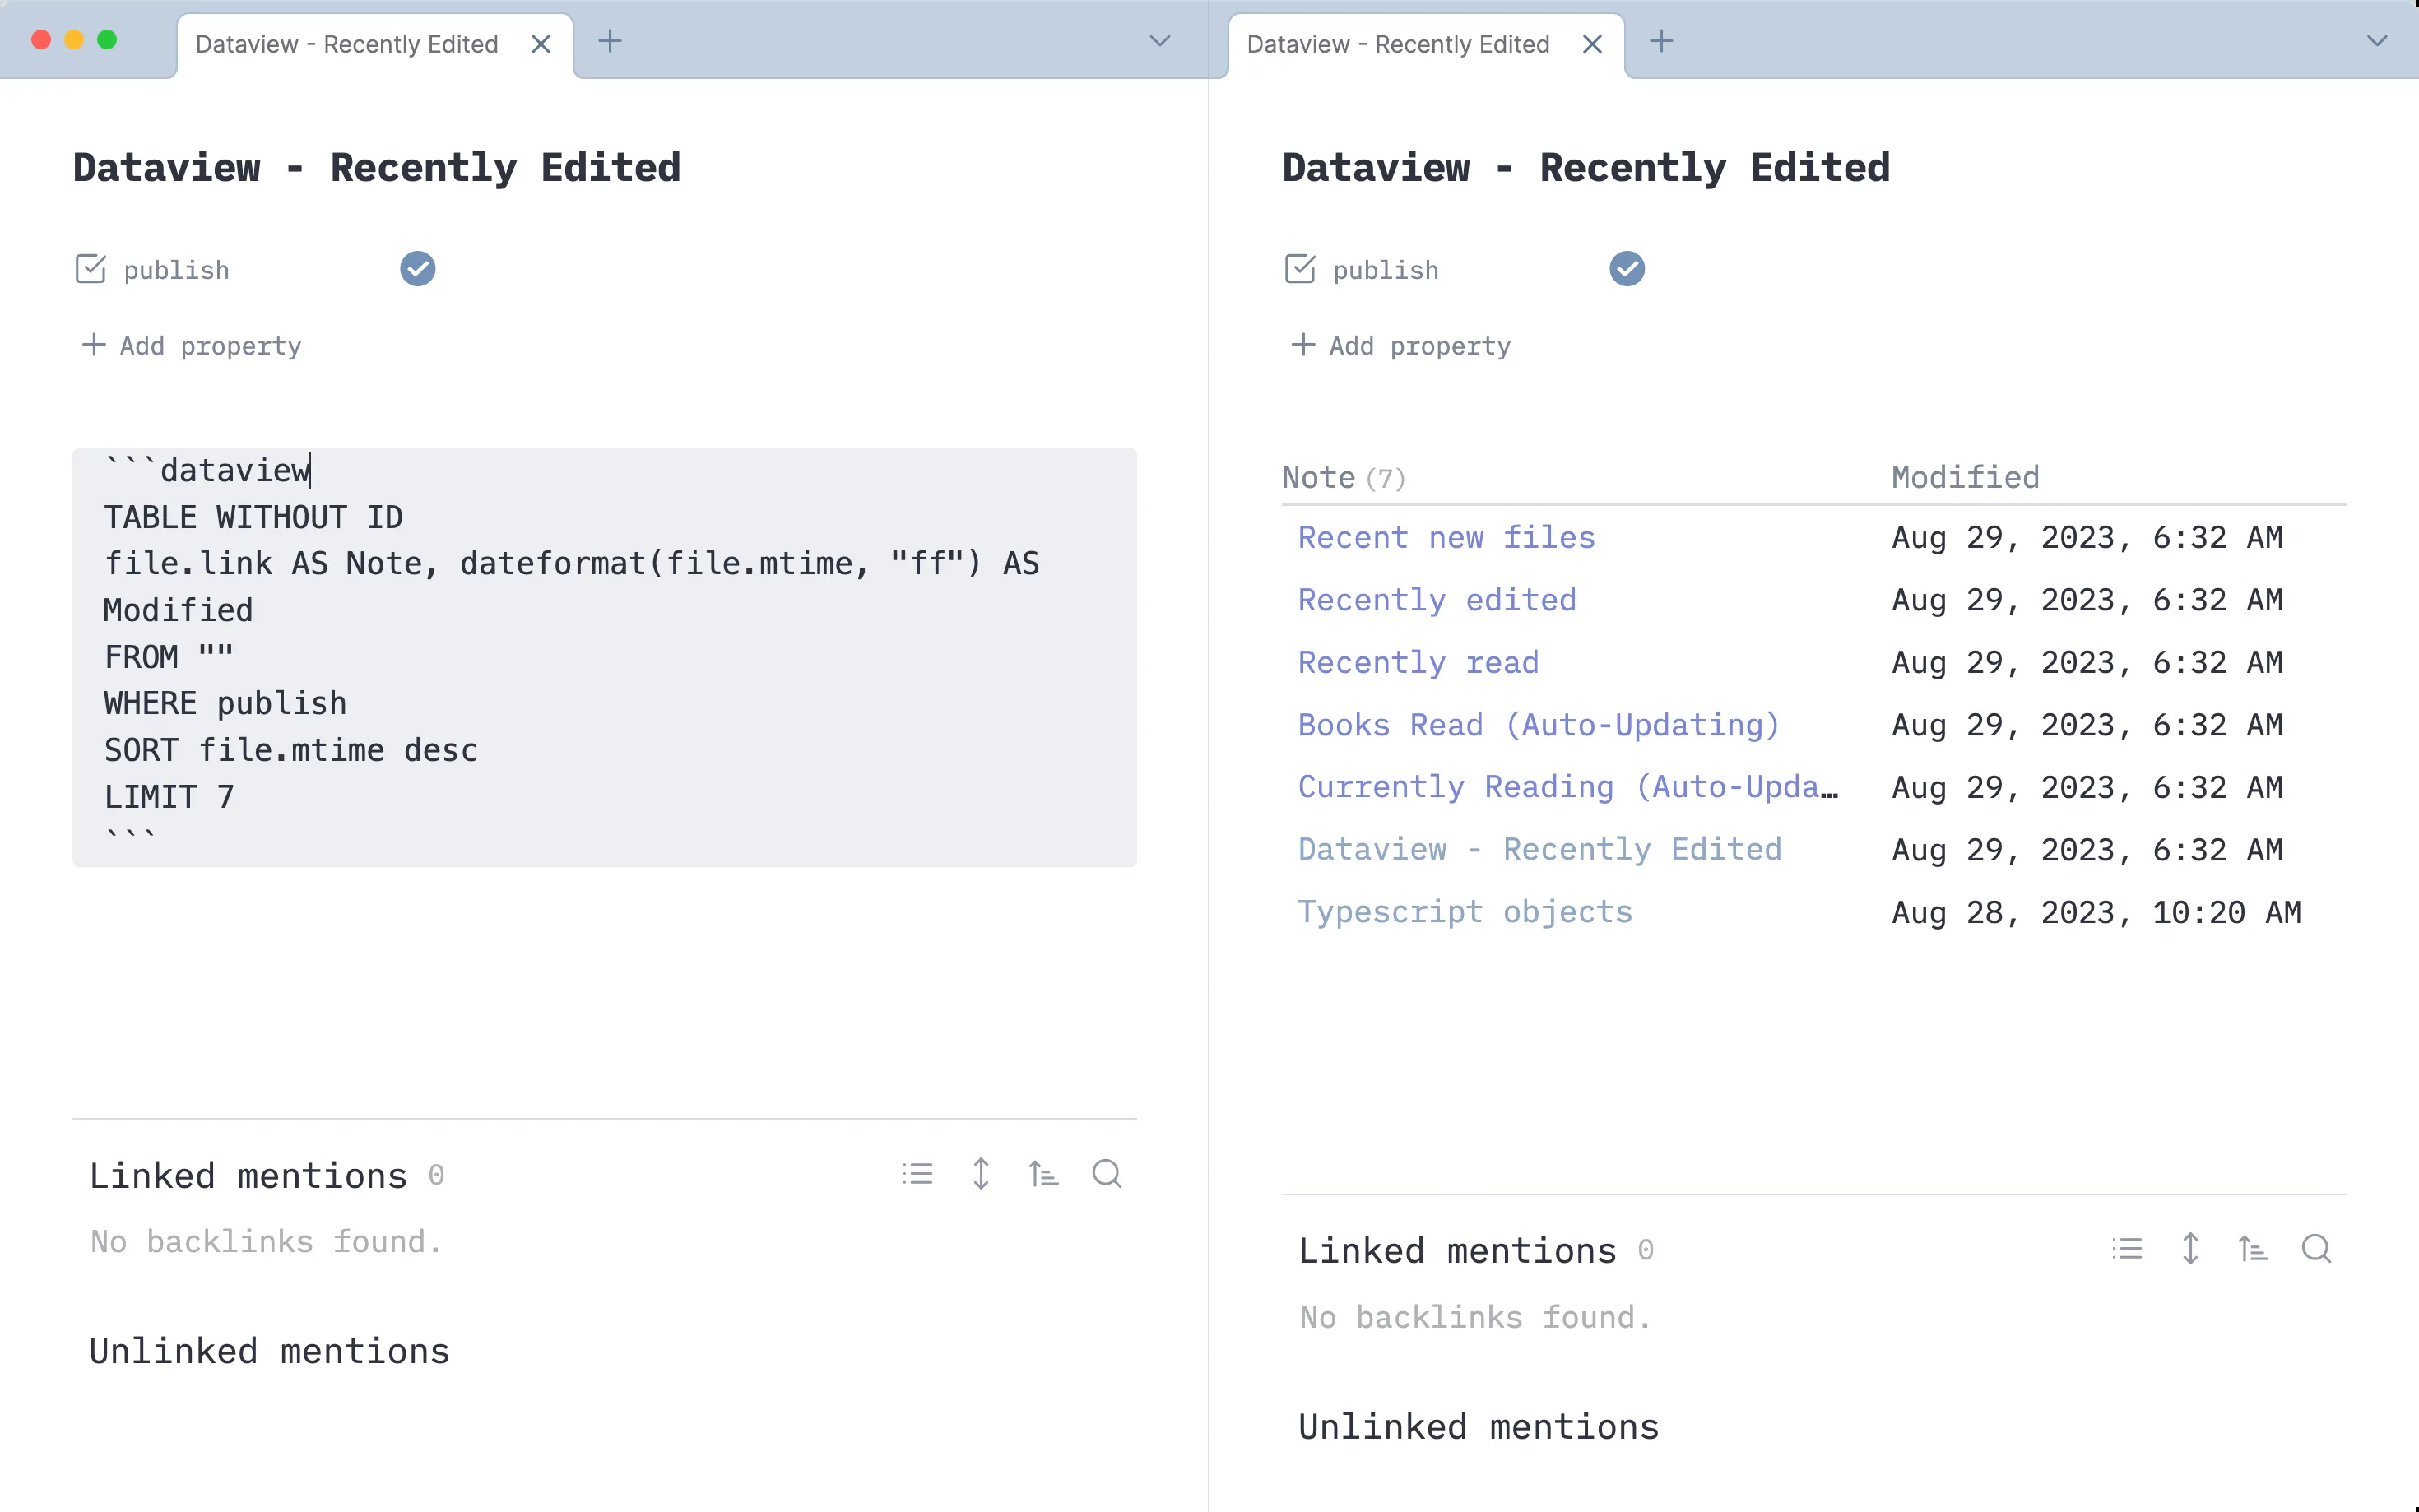 Dataview - Recently Edited
Dataview - Recently Edited
publish
Add property
```dataview
TABLE WITHOUT ID
file.link AS Note, dateformat(file.mtime, "ff") AS
Modified
FROM ""
WHERE publish
SORT file.mtime desc
LIMIT 7
```
Linked mentions 0
No backlinks found.
Unlinked mentions
Dataview - Recently Edited
Dataview - Recently Edited
publish
Add property
Note (7) Modified
Recent new files Aug 29, 2023, 6:32 AM
Recently edited Aug 29, 2023, 6:32 AM
Recently read Aug 29, 2023, 6:32 AM
Books Read (Auto-Updating) Aug 29, 2023, 6:32 AM
Currently Reading (Auto-Upda… Aug 29, 2023, 6:32 AM
Dataview - Recently Edited Aug 29, 2023, 6:32 AM
Typescript objects Aug 28, 2023, 10:20 AM
Linked mentions 0
No backlinks found.
Unlinked mentions